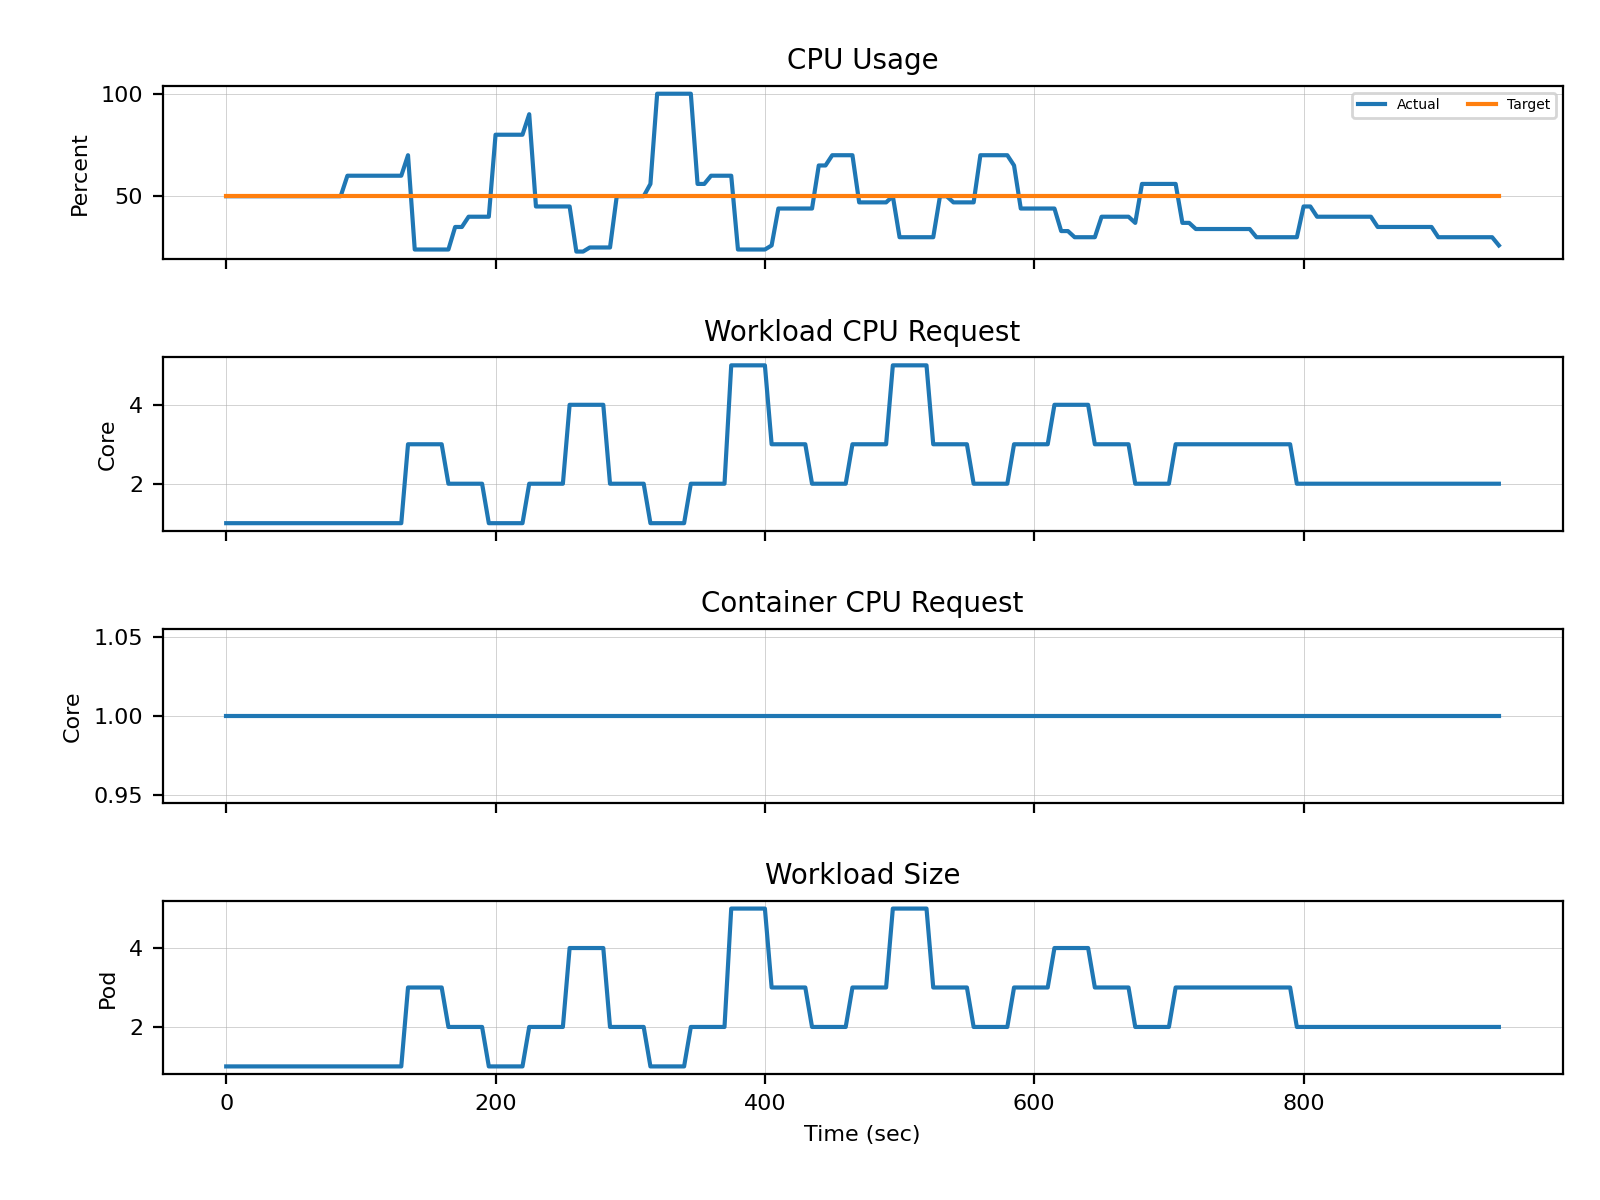 CPU Usage
Percent
100
50
Actual
Target
Workload CPU Request
Core
4
2
Container CPU Request
Core
1.05
1.00
0.95
Workload Size
Pod
4
2
0 200 400 600 800
Time (sec)